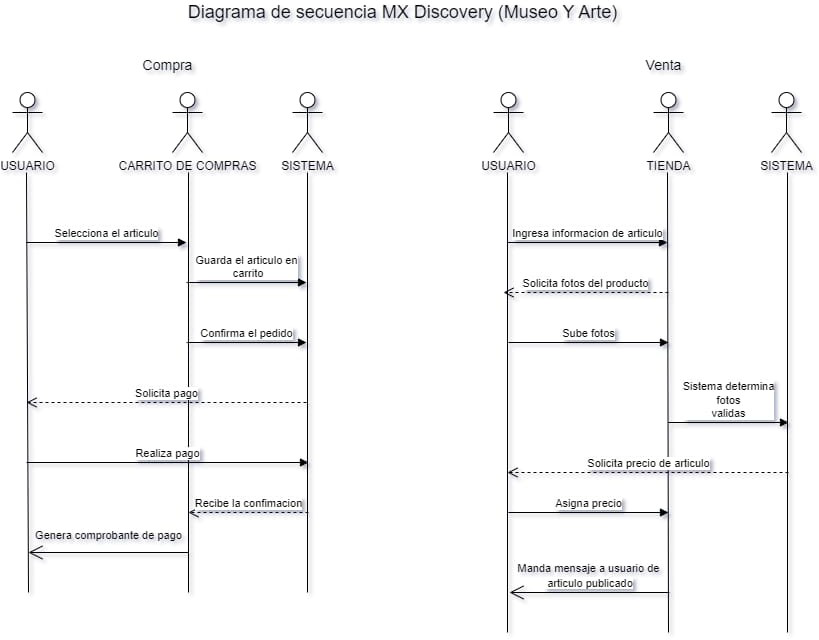 Diagrama de secuencia MX Discovery (Museo Y Arte)
Compra
USUARIO
CARRITO DE COMPRAS
SISTEMA
Selecciona el articulo
Guarda el articulo en
carrito
Confirma el pedido
Solicita pago
Realiza pago
Recibe la confimacion
Genera comprobante de pago
Venta
USUARIO
TIENDA
SISTEMA
Ingresa informacion de articulo
Solicita fotos del producto
Sube fotos
Sistema determina
fotos
validas
Solicita precio de articulo
Asigna precio
Manda mensaje a usuario de
articulo publicado